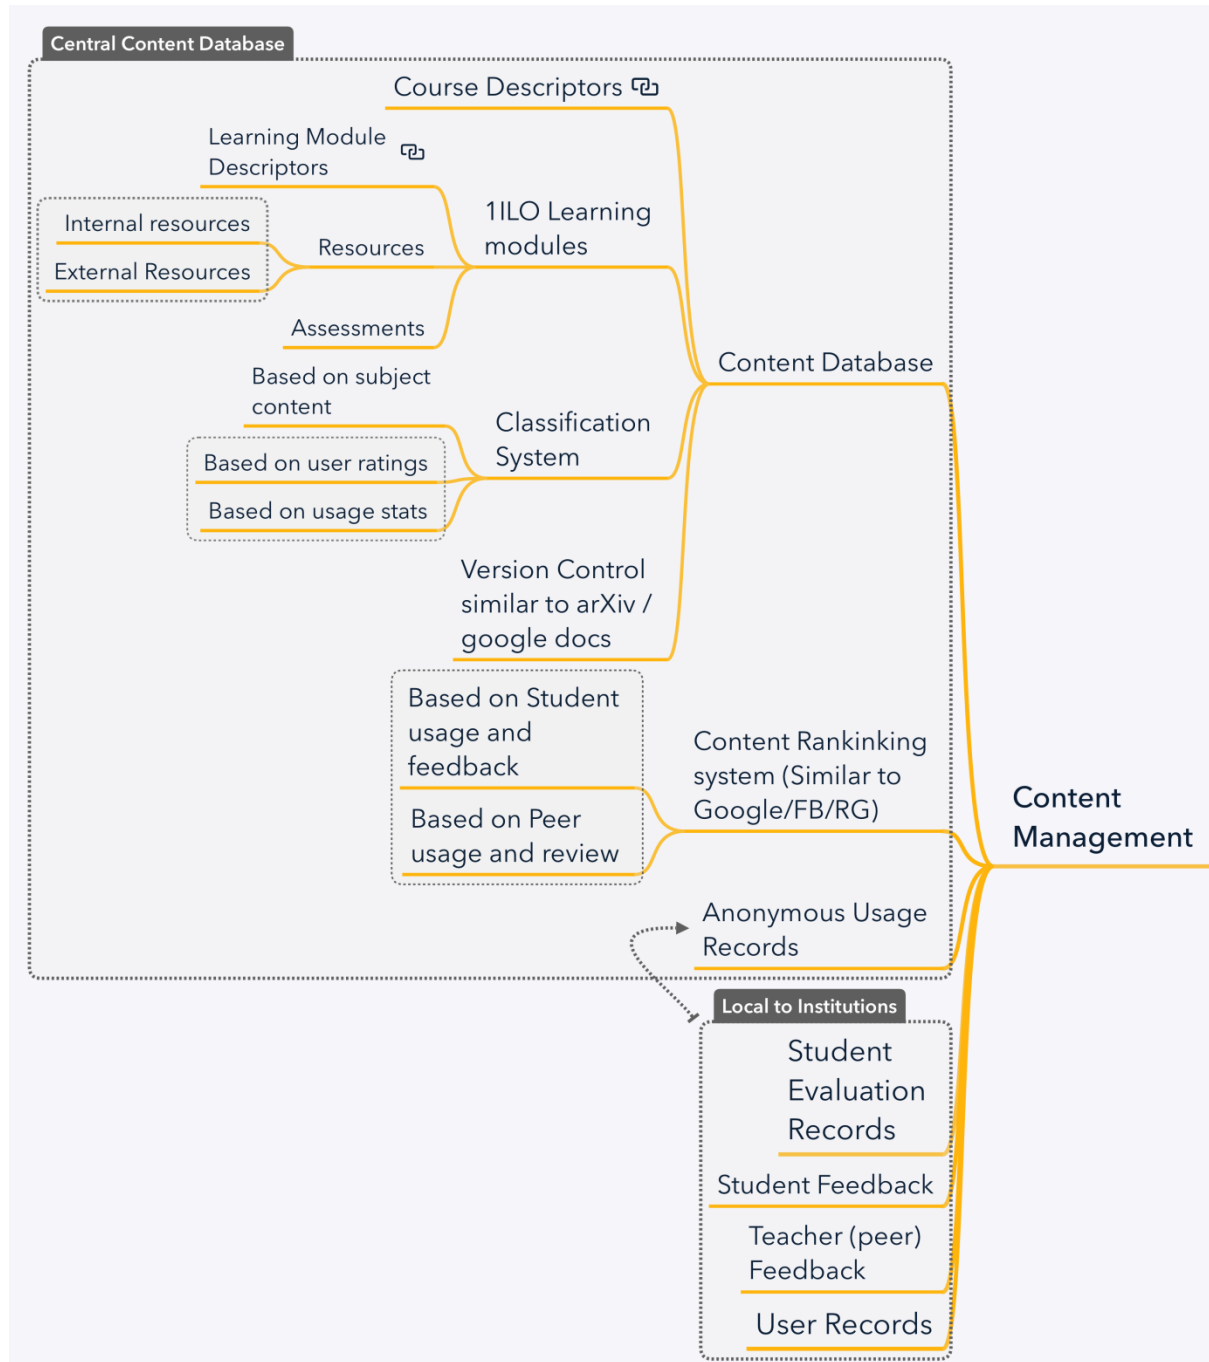 Central Content Database
Course Descriptors
Learning Module
Descriptors
1ILO Learning
modules
Internal resources
Resources
External Resources
Assessments
Content Database
Based on subject
content
Classification
System
Based on user ratings
Based on usage stats
Version Control
similar to arXiv /
google docs
Based on Student
usage and
feedback
Content Rankinking
system (Similar to
Google/FB/RG)
Based on Peer
usage and review
Content
Management
Anonymous Usage
Records
Local to Institutions
Student
Evaluation
Records
Student Feedback
Teacher (peer)
Feedback
User Records